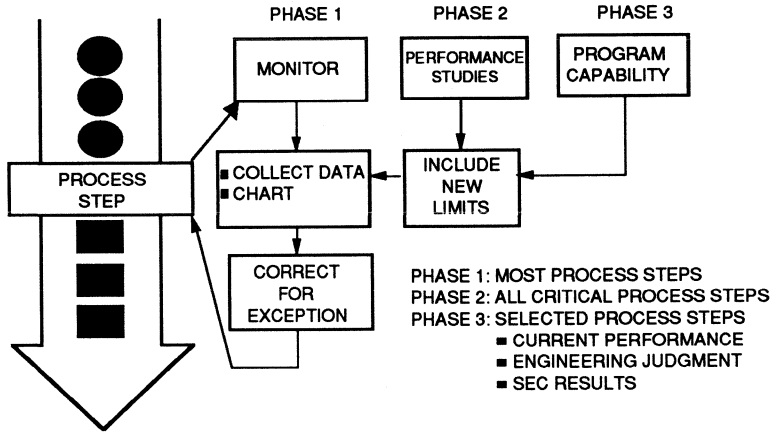 PHASE 1 PHASE 2 PHASE 3
MONITOR
PERFORMANCE
STUDIES
PROGRAM
CAPABILITY
PROCESS
STEP
■ COLLECT DATA
■ CHART
INCLUDE
NEW
LIMITS
CORRECT
FOR
EXCEPTION
PHASE 1: MOST PROCESS STEPS
PHASE 2: ALL CRITICAL PROCESS STEPS
PHASE 3: SELECTED PROCESS STEPS
■ CURRENT PERFORMANCE
■ ENGINEERING JUDGMENT
■ SEC RESULTS